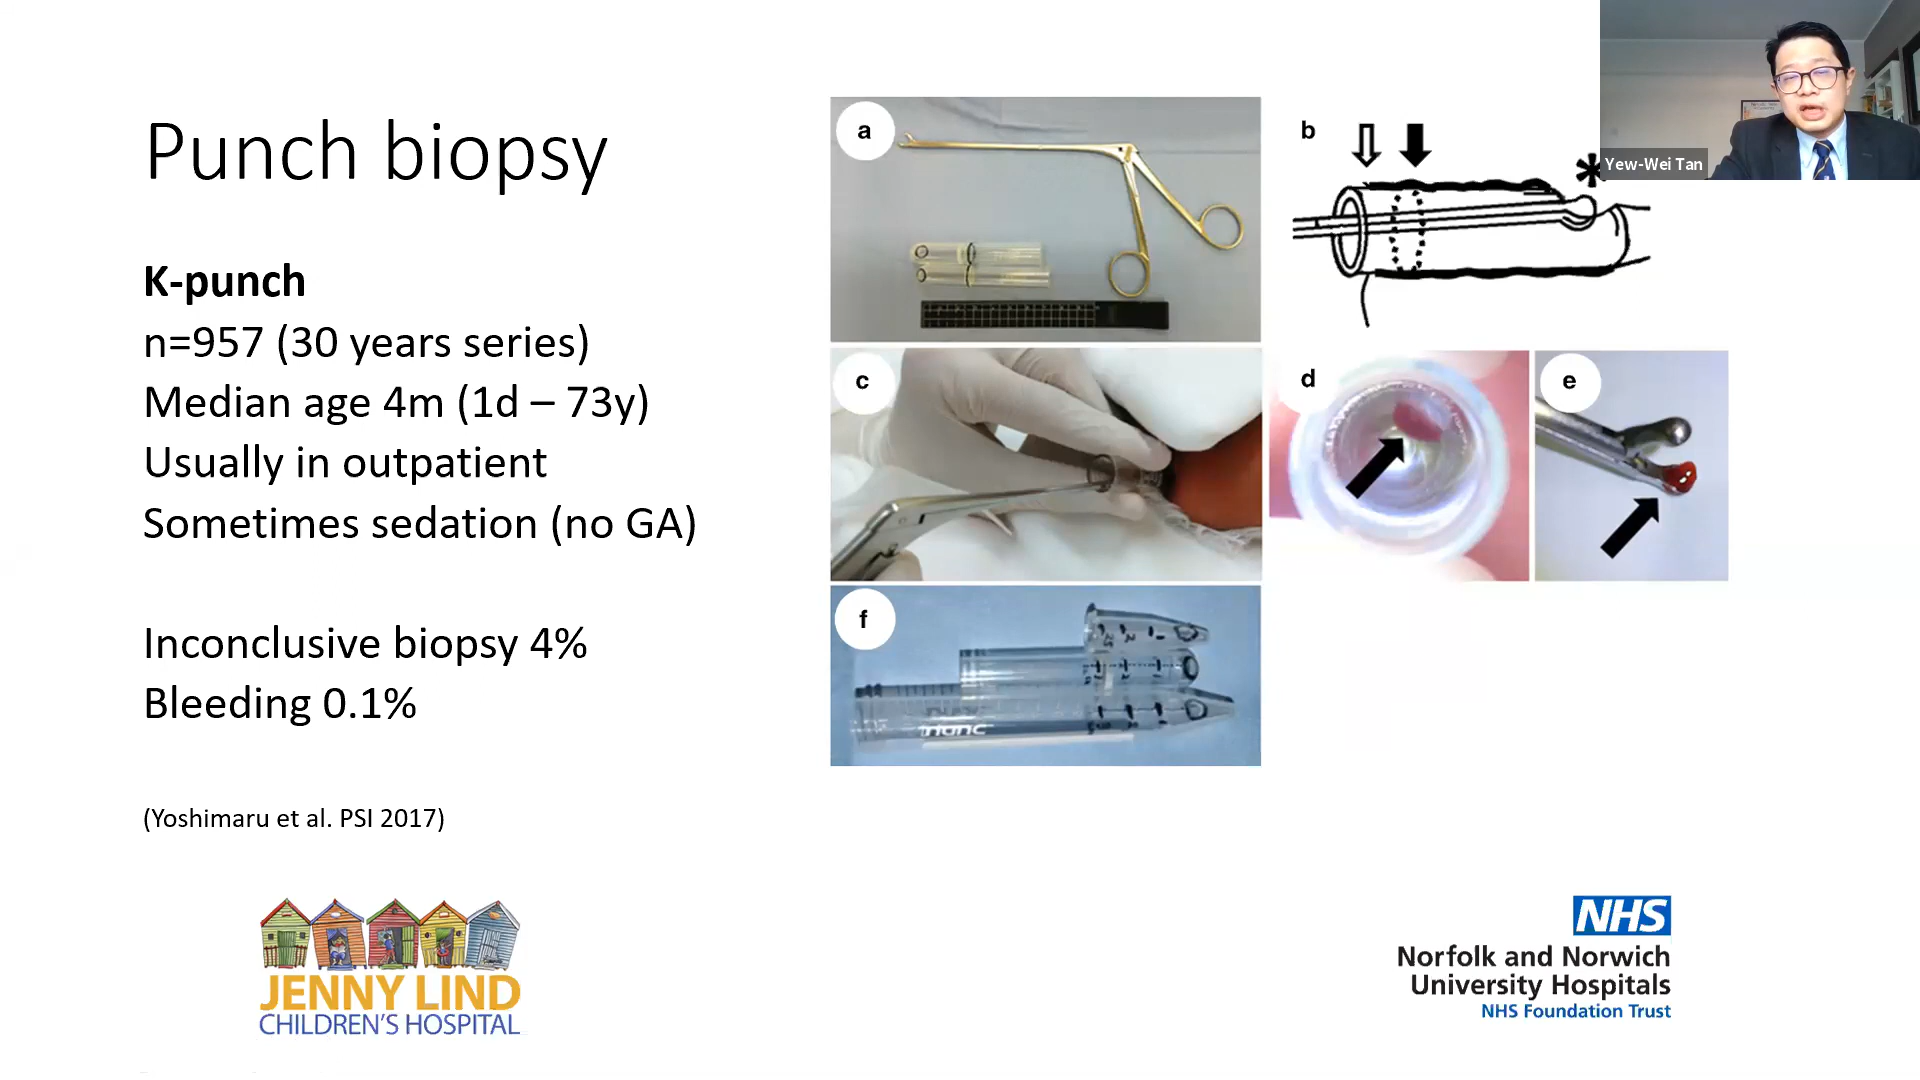 Punch biopsy
K-punch
n=957 (30 years series)
Median age 4m (1d – 73y)
Usually in outpatient
Sometimes sedation (no GA)
Inconclusive biopsy 4%
Bleeding 0.1%
(Yoshimaru et al. PSI 2017)
a
b
*
Yew-Wei Tan
c
d
e
f
nunc
JENNY LIND
CHILDREN'S HOSPITAL
NHS
Norfolk and Norwich
University Hospitals
NHS Foundation Trust